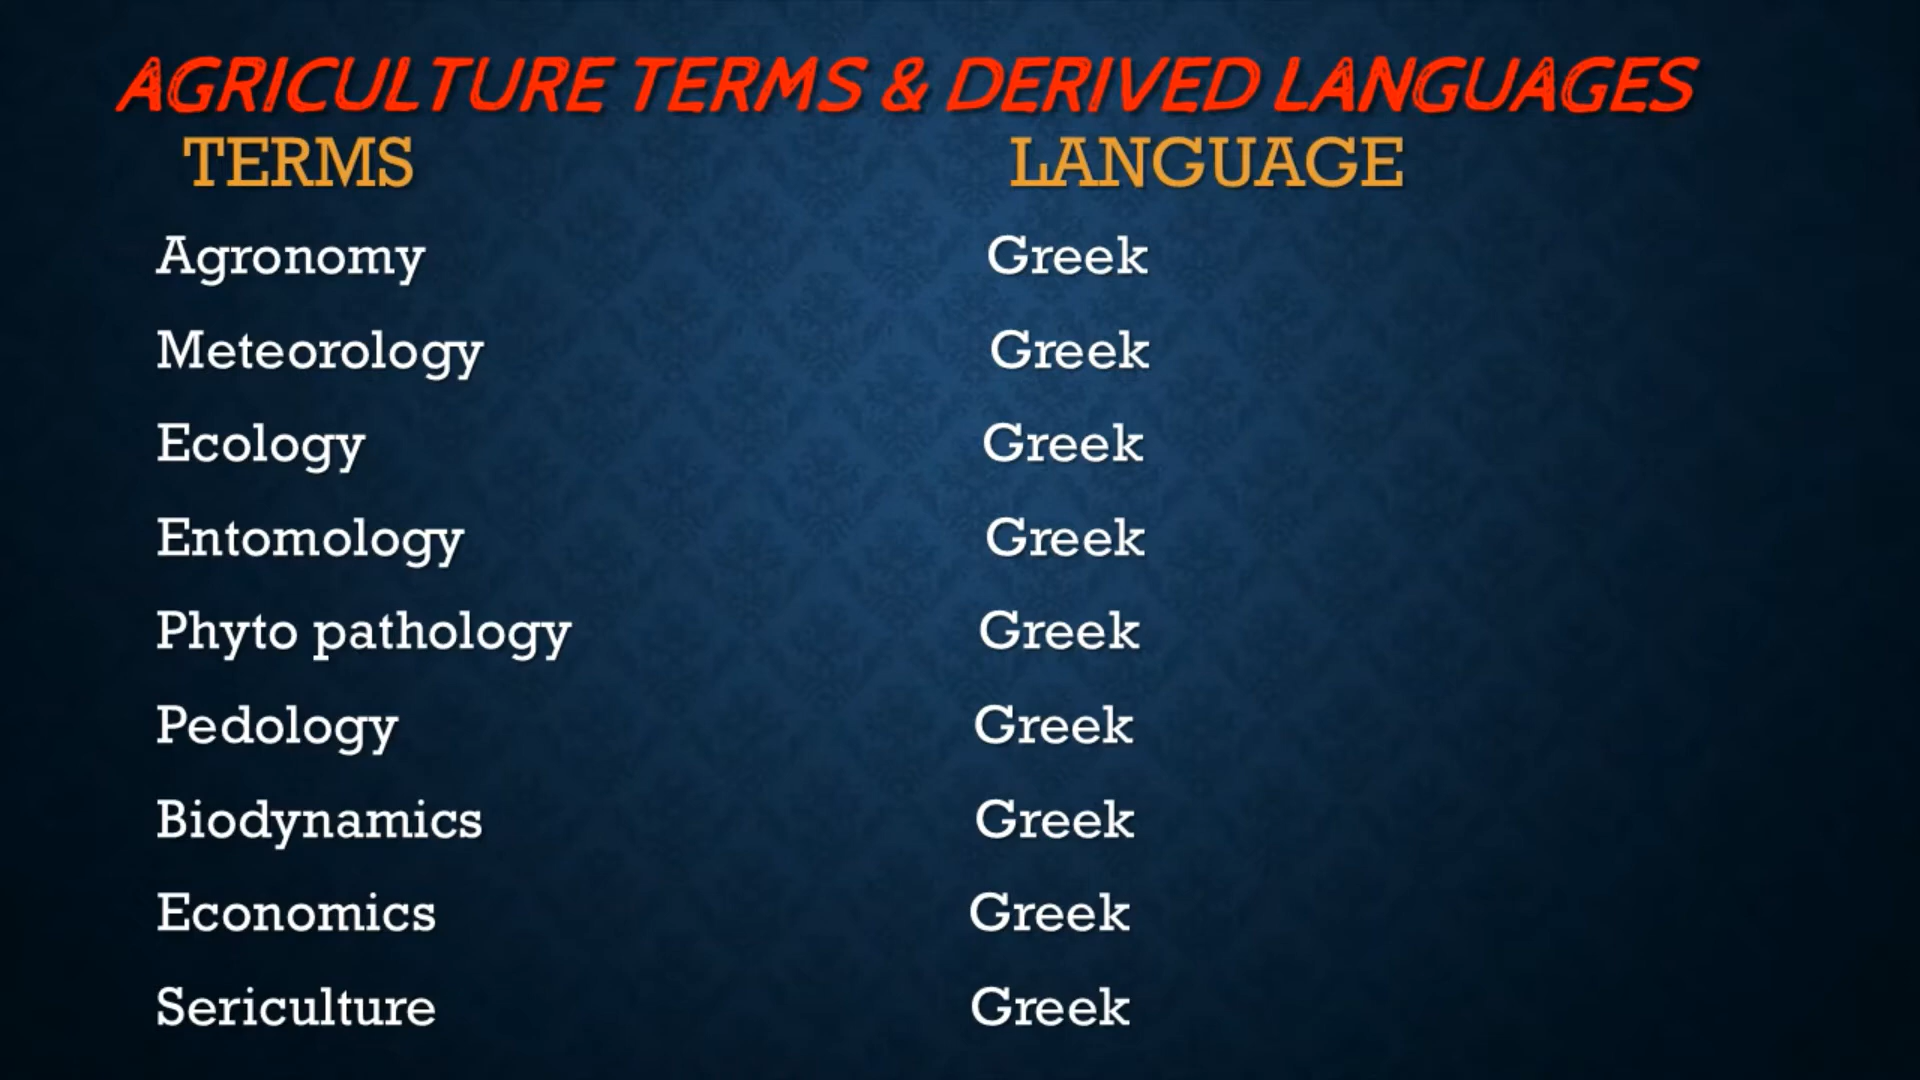 AGRICULTURE TERMS & DERIVED LANGUAGES
TERMS LANGUAGE
Agronomy Greek
Meteorology Greek
Ecology Greek
Entomology Greek
Phyto pathology Greek
Pedology Greek
Biodynamics Greek
Economics Greek
Sericulture Greek